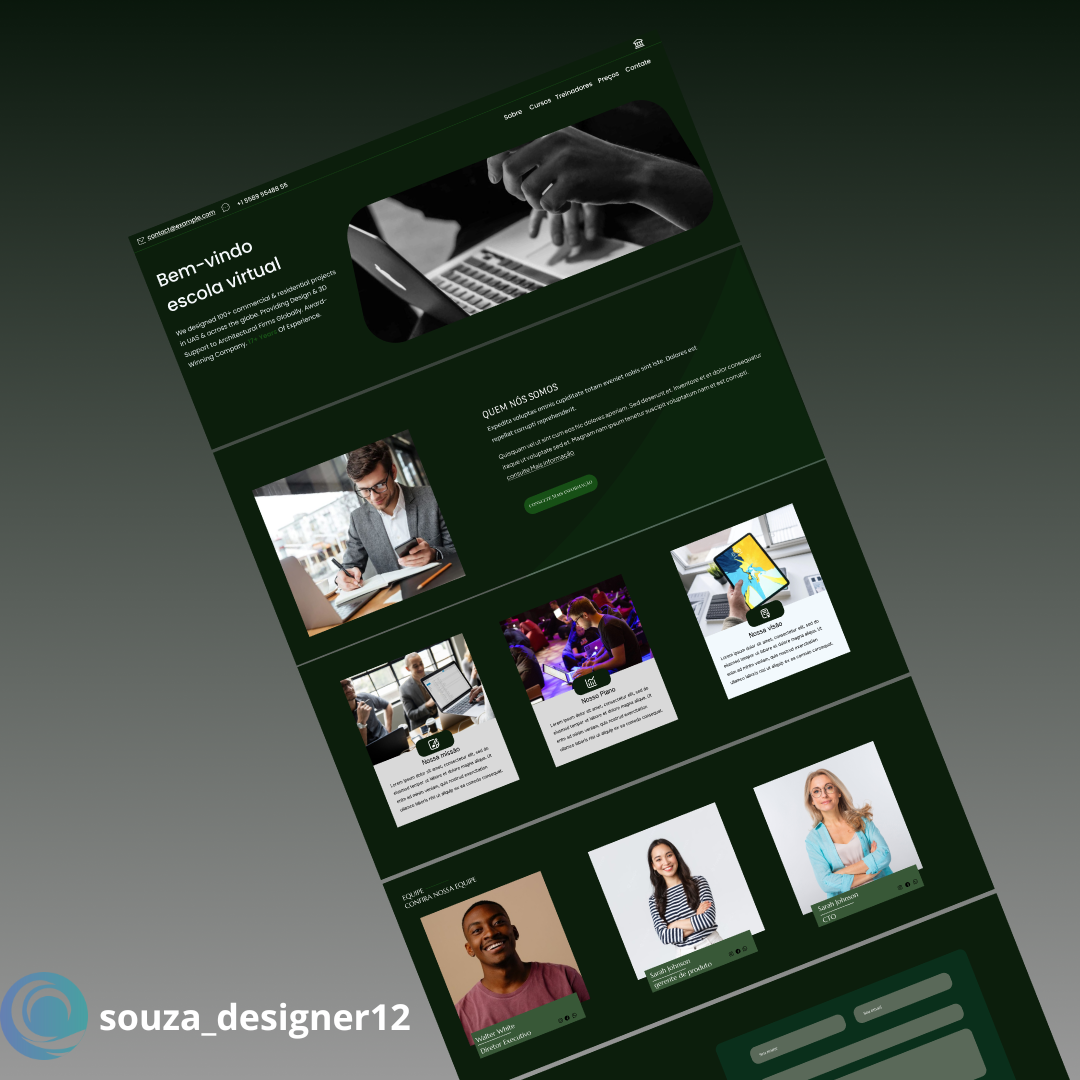 contact@example.com
+1 5589 55488 55
Sobre Cursos Treinadores Preços Contate
Bem-vindo
escola virtual
We designed 100+ commercial & residential projects
in UAS & across the globe. Providing Design & 3D
Support to Architectural Firms Globally. Award-
Winning Company. 17+ Years Of Experience.
QUEM NÓS SOMOS
Expedita voluptas omnis cupiditate totam eveniet nobis sint iste. Dolores est
repellat corrupti reprehenderit.
Quisquam vel ut sint cum eos hic dolores aperiam. Sed deserunt et. Inventore et et dolor consequatur
itaque ut voluptate sed et. Magnam nam ipsum tenetur suscipit voluptatum nam et est corrupti.
consulte Mais informação
CONSULTE MAIS INFORMAÇÃO
Nossa missão
Lorem ipsum dolor sit amet, consectetur elit, sed do
eiusmod tempor ut labore et dolore magna aliqua. Ut
enim ad minim veniam, quis nostrud exercitation
ullamco laboris nisi ut aliquip ex ea comodo consequat.
Nosso Plano
Lorem ipsum dolor sit amet, consectetur elit, sed do
eiusmod tempor ut labore et dolore magna aliqua. Ut
enim ad minim veniam, quis nostrud exercitation
ullamco laboris nisi ut aliquip ex ea comodo consequat.
Nossa visão
Lorem ipsum dolor sit amet, consectetur elit, sed do
eiusmod tempor ut labore et dolore magna aliqua. Ut
enim ad minim veniam, quis nostrud exercitation
ullamco laboris nisi ut aliquip ex ea comodo consequat.
EQUIPE
CONFIRA NOSSA EQUIPE
Walter White
Diretor Executivo
Sarah Johnson
gerente de produto
Sarah Johnson
CTO
Seu email
souza_designer12